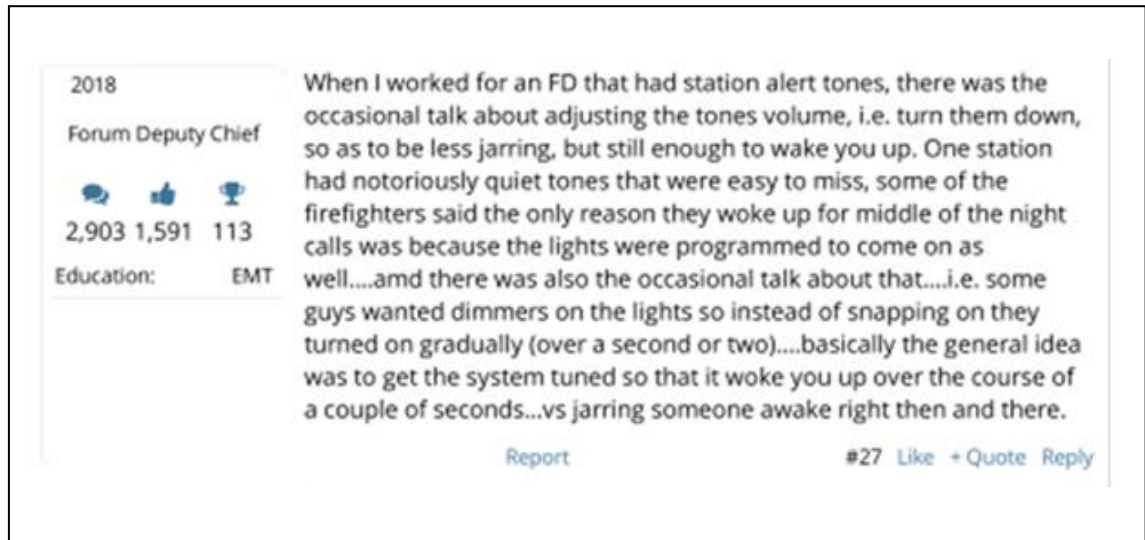 2018
Forum Deputy Chief
2,903 1,591 113
Education: EMT
When I worked for an FD that had station alert tones, there was the
occasional talk about adjusting the tones volume, i.e. turn them down,
so as to be less jarring, but still enough to wake you up. One station
had notoriously quiet tones that were easy to miss, some of the
firefighters said the only reason they woke up for middle of the night
calls was because the lights were programmed to come on as
well....amd there was also the occasional talk about that....i.e. some
guys wanted dimmers on the lights so instead of snapping on they
turned on gradually (over a second or two)....basically the general idea
was to get the system tuned so that it woke you up over the course of
a couple of seconds...vs jarring someone awake right then and there.
Report #27 Like + Quote Reply